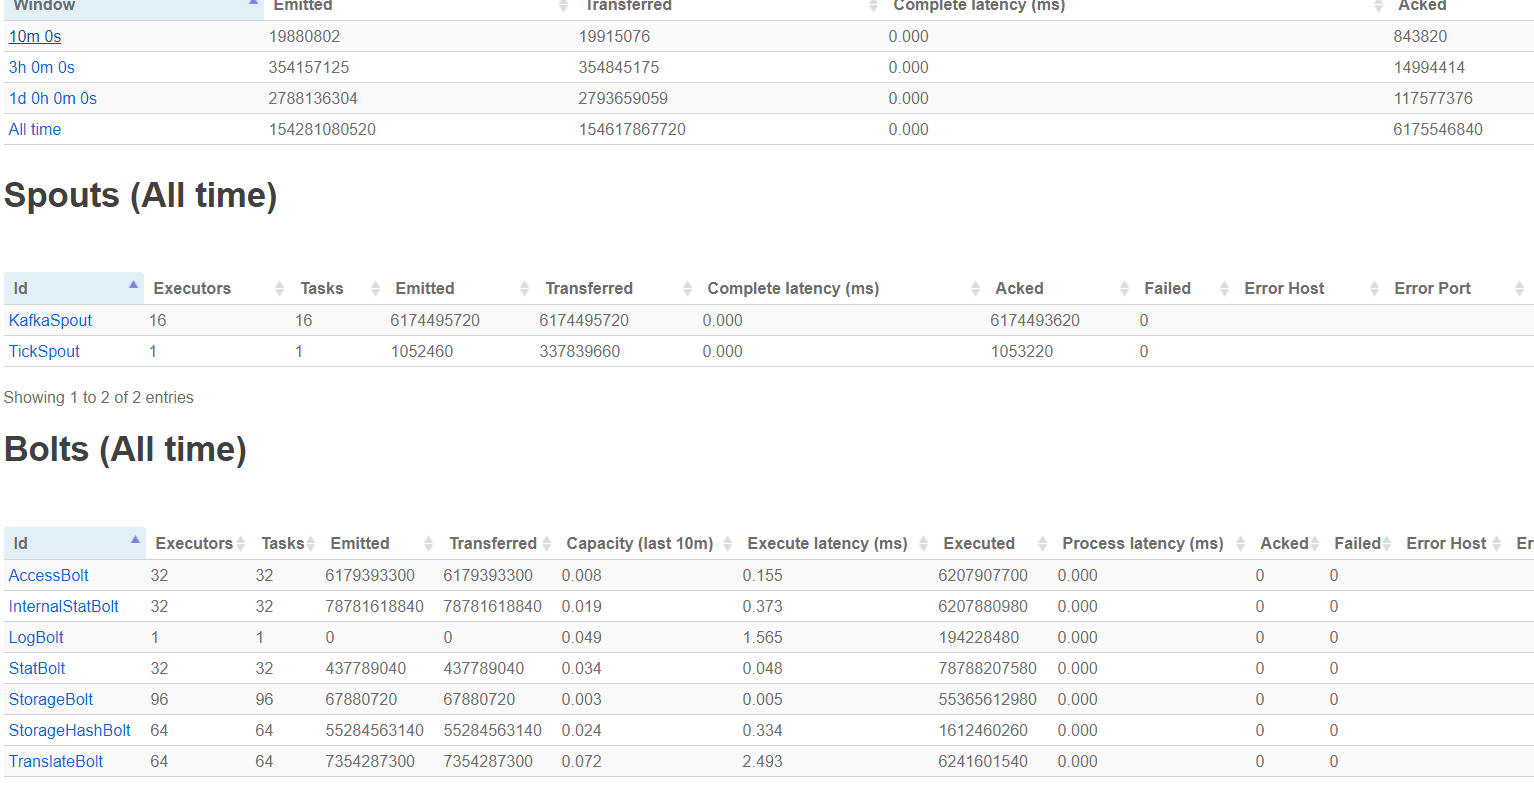 Window Emitted Transferred Complete latency (ms) Acked
10m 0s 19880802 19915076 0.000 843820
3h 0m 0s 354157125 354845175 0.000 14994414
1d 0h 0m 0s 2788136304 2793659059 0.000 117577376
All time 154281080520 154617867720 0.000 6175546840
Spouts (All time)
Id Executors Tasks Emitted Transferred Complete latency (ms) Acked Failed Error Host Error Port
KafkaSpout 16 16 6174495720 6174495720 0.000 6174493620 0
TickSpout 1 1 1052460 337839660 0.000 1053220 0
Showing 1 to 2 of 2 entries
Bolts (All time)
Id Executors Tasks Emitted Transferred Capacity (last 10m) Execute latency (ms) Executed Process latency (ms) Acked Failed Error Host Er
AccessBolt 32 32 6179393300 6179393300 0.008 0.155 6207907700 0.000 0 0
InternalStatBolt 32 32 78781618840 78781618840 0.019 0.373 6207880980 0.000 0 0
LogBolt 1 1 0 0 0.049 1.565 194228480 0.000 0 0
StatBolt 32 32 437789040 437789040 0.034 0.048 78788207580 0.000 0 0
StorageBolt 96 96 67880720 67880720 0.003 0.005 55365612980 0.000 0 0
StorageHashBolt 64 64 55284563140 55284563140 0.024 0.334 1612460260 0.000 0 0
TranslateBolt 64 64 7354287300 7354287300 0.072 2.493 6241601540 0.000 0 0